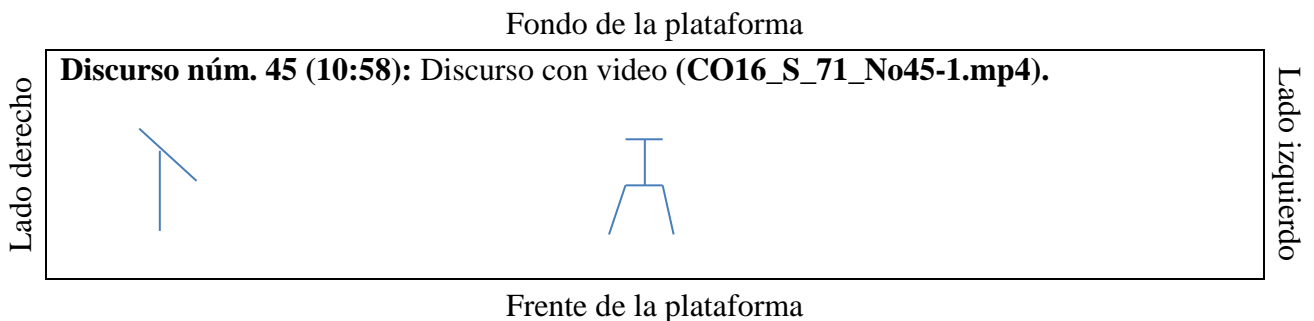 Fondo de la plataforma
Discurso núm. 45 (10:58): Discurso con video (CO16_S_71_No45-1.mp4).
Lado derecho
Lado izquierdo
Frente de la plataforma